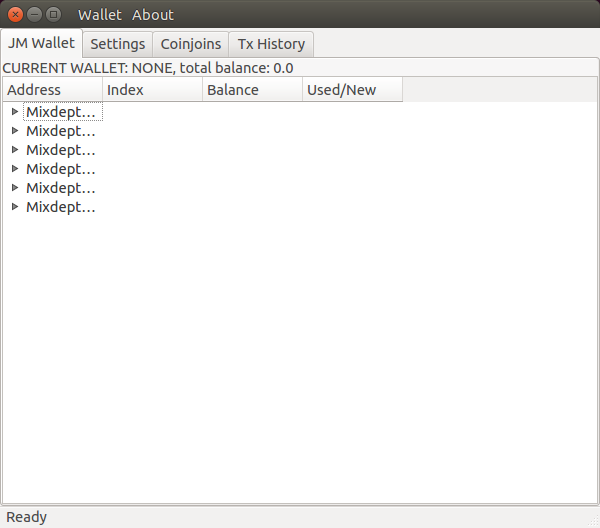 Wallet About
JM Wallet Settings Coinjoins Tx History
CURRENT WALLET: NONE, total balance: 0.0
Address Index Balance Used/New
Mixdept...
Mixdept...
Mixdept...
Mixdept...
Mixdept...
Mixdept...
Ready